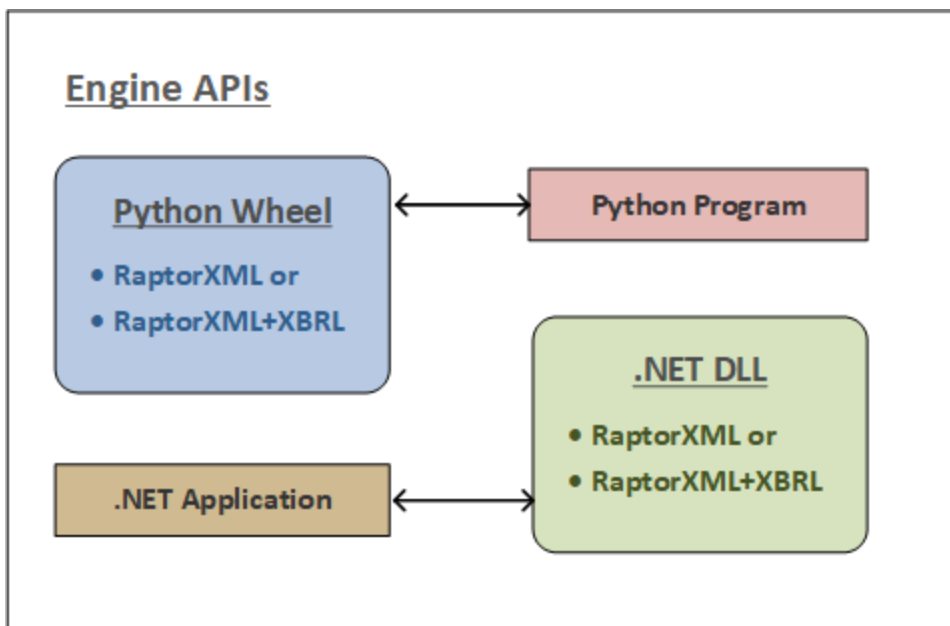 Engine APIs
Python Wheel
• RaptorXML or
• RaptorXML+XBRL
Python Program
.NET DLL
• RaptorXML or
• RaptorXML+XBRL
.NET Application